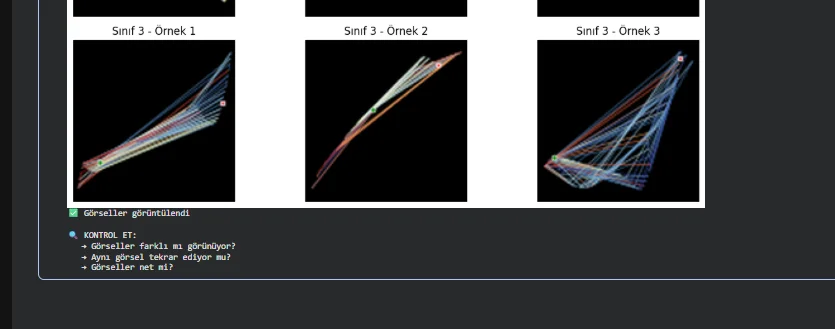 Sınıf 3 - Örnek 1
Sınıf 3 - Örnek 2
Sınıf 3 - Örnek 3
✅ Görseller görüntülendi
🔍 KONTROL ET:
→ Görseller farklı mı görünüyor?
→ Aynı görsel tekrar ediyor mu?
→ Görseller net mi?